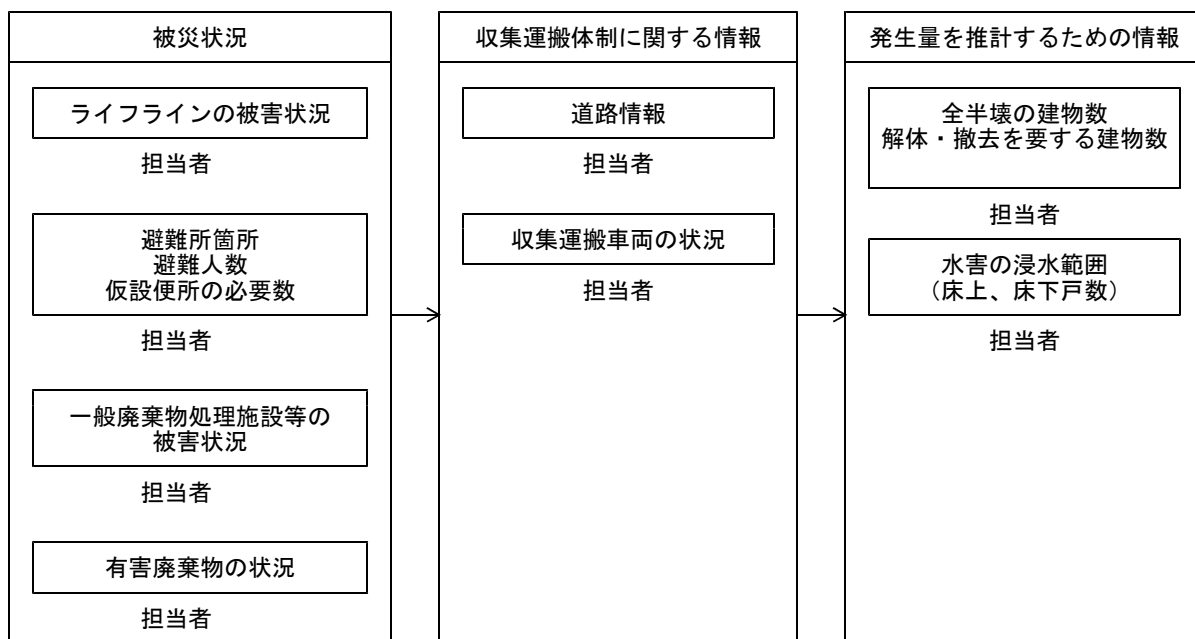 被災状況
ライフラインの被害状況
担当者
避難所箇所
避難人数
仮設便所の必要数
担当者
一般廃棄物処理施設等の
被害状況
担当者
有害廃棄物の状況
担当者
収集運搬体制に関する情報
道路情報
担当者
収集運搬車両の状況
担当者
発生量を推計するための情報
全半壊の建物数
解体・撤去を要する建物数
担当者
水害の浸水範囲
（床上、床下戸数）
担当者